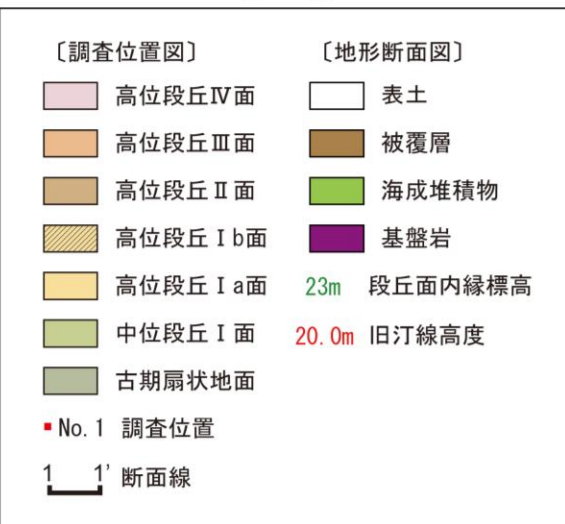 〔調査位置図〕
高位段丘Ⅳ面
高位段丘Ⅲ面
高位段丘Ⅱ面
高位段丘Ⅰb面
高位段丘Ⅰa面
中位段丘Ⅰ面
古期扇状地面
No. 1 調査位置
1 1' 断面線
〔地形断面図〕
表土
被覆層
海成堆積物
基盤岩
23m 段丘面内縁標高
20.0m 旧汀線高度